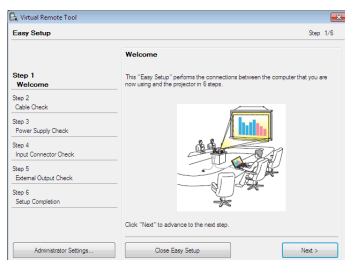 Virtual Remote Tool
Easy Setup
Step 1/6
Step 1
Welcome
Step 2
Cable Check
Step 3
Power Supply Check
Step 4
Input Connector Check
Step 5
External Output Check
Step 6
Setup Completion
Welcome
This "Easy Setup" performs the connections between the computer that you are
now using and the projector in 6 steps.
Click "Next" to advance to the next step.
Administrator Settings...
Close Easy Setup
Next >